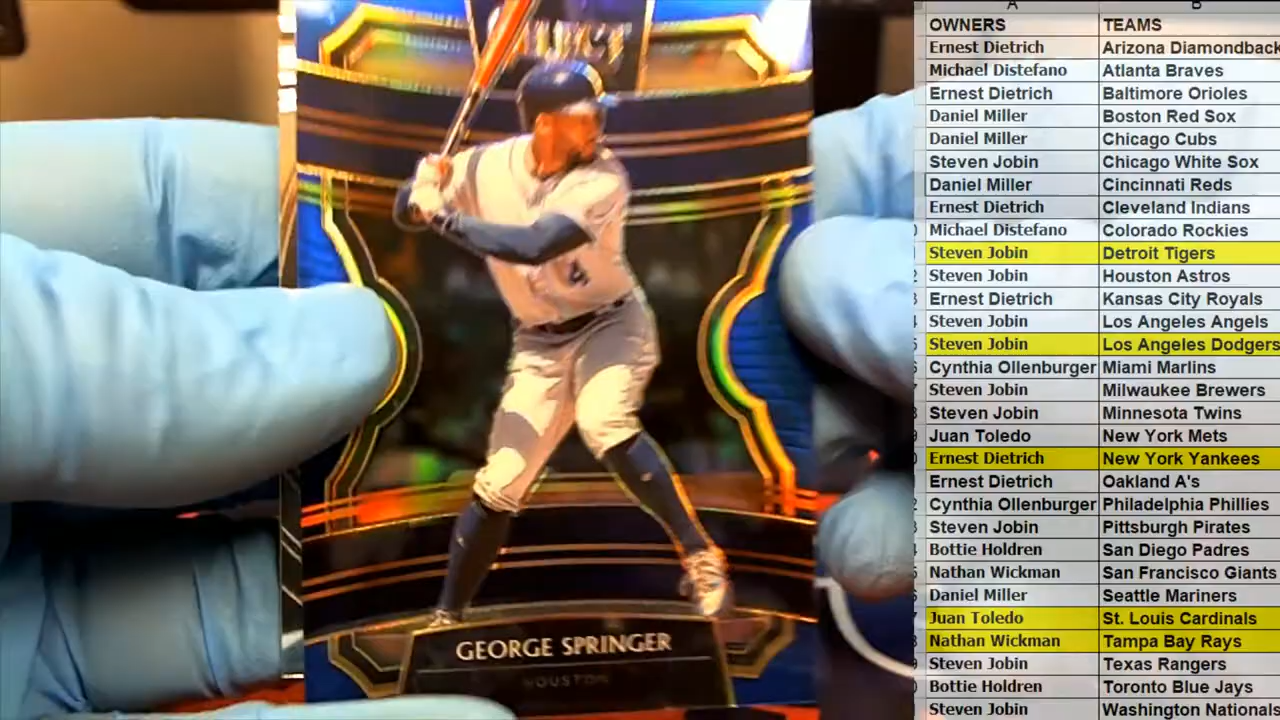 GEORGE SPRINGER
HOUSTON
A B
OWNERS TEAMS
Ernest Dietrich Arizona Diamondback
Michael Distefano Atlanta Braves
Ernest Dietrich Baltimore Orioles
Daniel Miller Boston Red Sox
Daniel Miller Chicago Cubs
Steven Jobin Chicago White Sox
Daniel Miller Cincinnati Reds
Ernest Dietrich Cleveland Indians
Michael Distefano Colorado Rockies
Steven Jobin Detroit Tigers
Steven Jobin Houston Astros
Ernest Dietrich Kansas City Royals
Steven Jobin Los Angeles Angels
Steven Jobin Los Angeles Dodgers
Cynthia Ollenburger Miami Marlins
Steven Jobin Milwaukee Brewers
Steven Jobin Minnesota Twins
Juan Toledo New York Mets
Ernest Dietrich New York Yankees
Ernest Dietrich Oakland A's
Cynthia Ollenburger Philadelphia Phillies
Steven Jobin Pittsburgh Pirates
Bottie Holdren San Diego Padres
Nathan Wickman San Francisco Giants
Daniel Miller Seattle Mariners
Juan Toledo St. Louis Cardinals
Nathan Wickman Tampa Bay Rays
Steven Jobin Texas Rangers
Bottie Holdren Toronto Blue Jays
Steven Jobin Washington Nationals